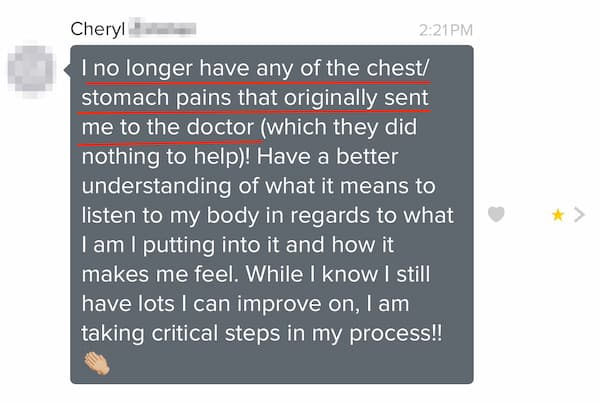 Cheryl
2:21PM
I no longer have any of the chest/
stomach pains that originally sent
me to the doctor (which they did
nothing to help)! Have a better
understanding of what it means to
listen to my body in regards to what
I am I putting into it and how it
makes me feel. While I know I still
have lots I can improve on, I am
taking critical steps in my process!!
👏🏼